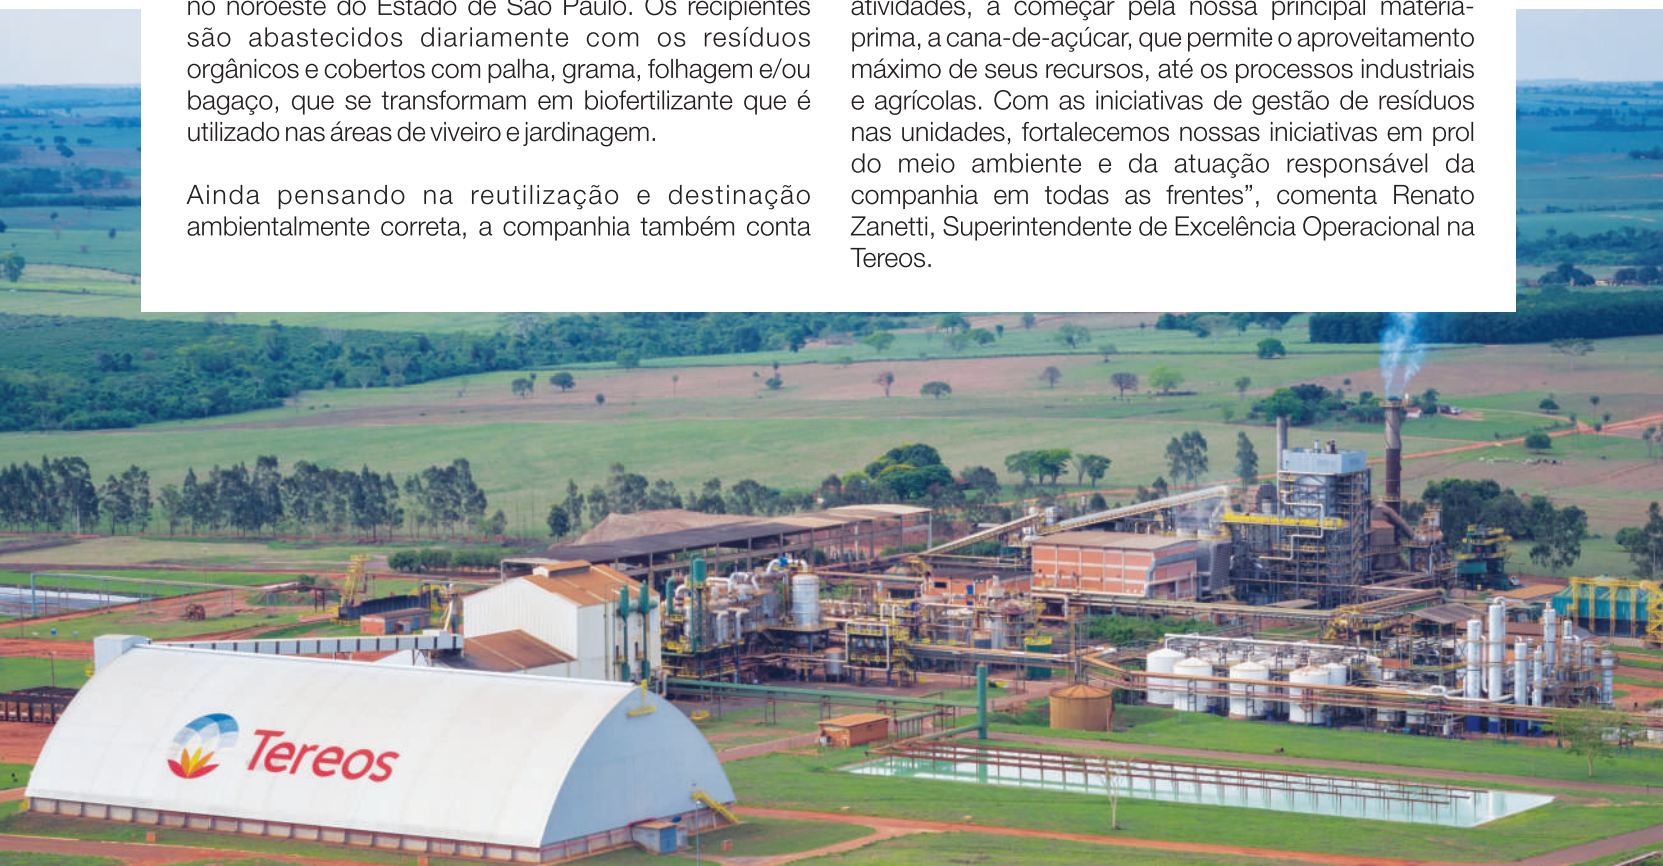 no noroeste do Estado de São Paulo. Os recipientes
são abastecidos diariamente com os resíduos
orgânicos e cobertos com palha, grama, folhagem e/ou
bagaço, que se transformam em biofertilizante que é
utilizado nas áreas de viveiro e jardinagem.
Ainda pensando na reutilização e destinação
ambientalmente correta, a companhia também conta
atividades, a começar pela nossa principal matéria-
prima, a cana-de-açúcar, que permite o aproveitamento
máximo de seus recursos, até os processos industriais
e agrícolas. Com as iniciativas de gestão de resíduos
nas unidades, fortalecemos nossas iniciativas em prol
do meio ambiente e da atuação responsável da
companhia em todas as frentes”, comenta Renato
Zanetti, Superintendente de Excelência Operacional na
Tereos.
Tereos